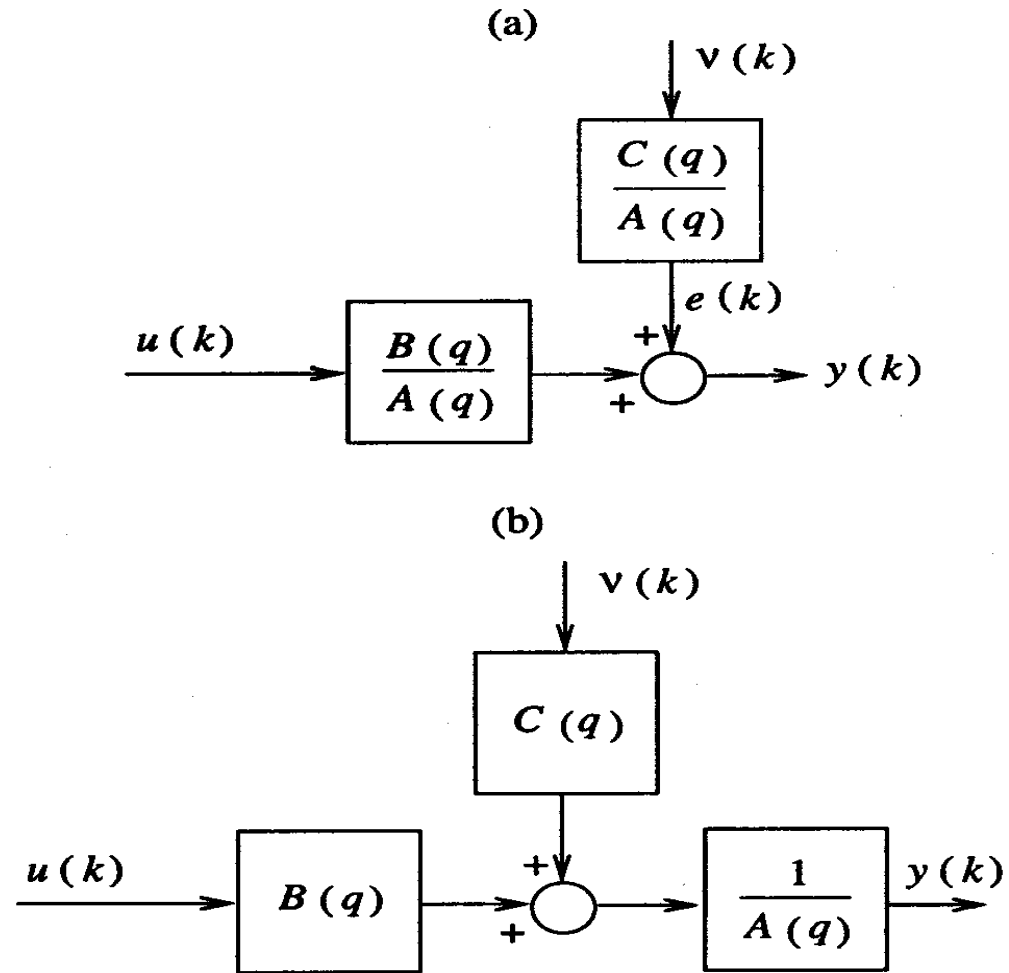 (a)
ν (k)
C (q)
A (q)
e (k)
+
u (k)
B (q)
A (q)
+
y (k)
(b)
ν (k)
C (q)
+
u (k)
B (q)
+
1
A (q)
y (k)